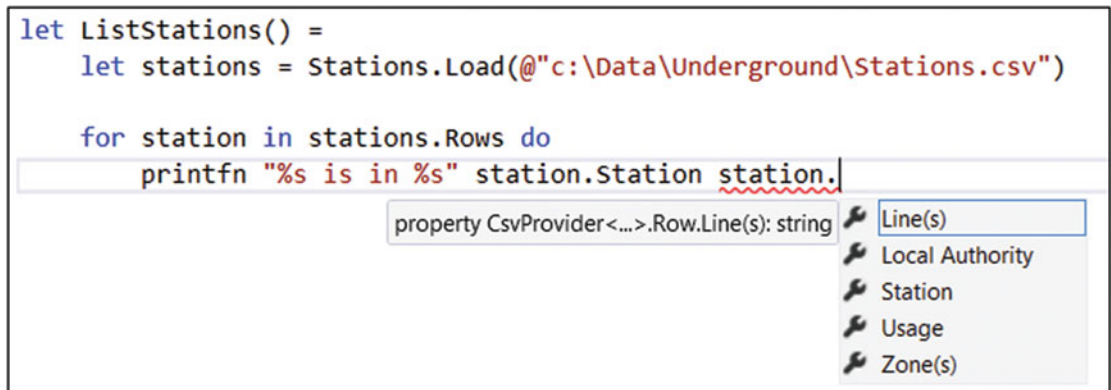 let ListStations() =
    let stations = Stations.Load(@"c:\Data\Underground\Stations.csv")
    for station in stations.Rows do
        printfn "%s is in %s" station.Station station.
property CsvProvider<...>.Row.Line(s): string
Line(s)
Local Authority
Station
Usage
Zone(s)